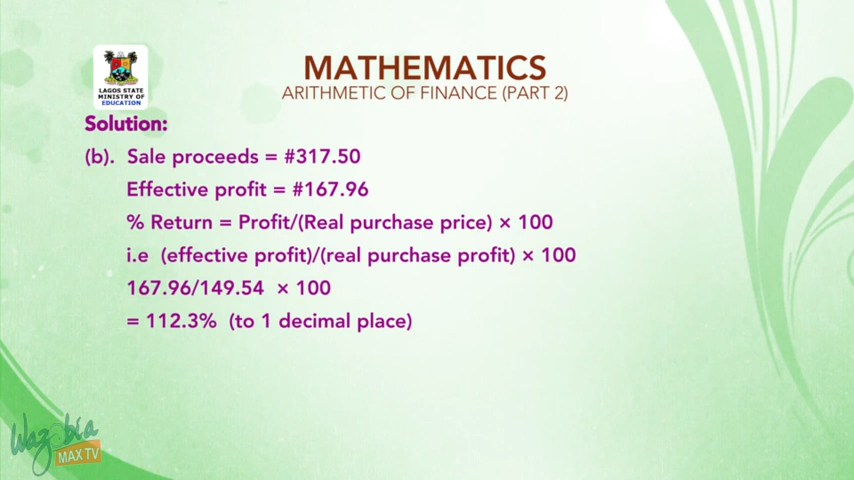 MATHEMATICS
ARITHMETIC OF FINANCE (PART 2)
LAGOS STATE
MINISTRY OF
EDUCATION
Solution:
(b). Sale proceeds = #317.50
Effective profit = #167.96
% Return = Profit/(Real purchase price) × 100
i.e (effective profit)/(real purchase profit) × 100
167.96/149.54 × 100
= 112.3% (to 1 decimal place)
Wazobia
MAX TV